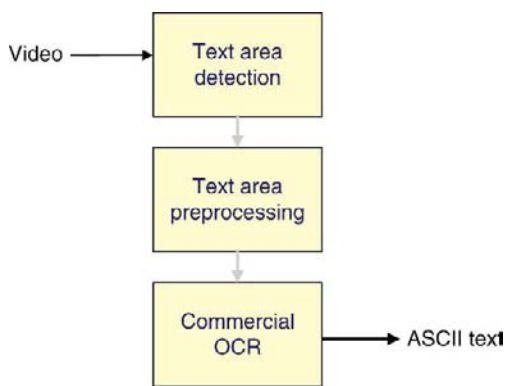 Video
Text area
detection
Text area
preprocessing
Commercial
OCR
ASCII text